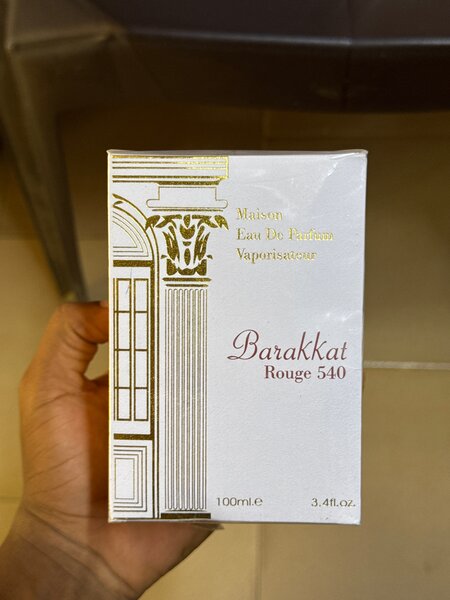 Maison
Eau De Parfum
Vaporisateur
Barakkat
Rouge 540
100ml.e 3.4fl.oz.